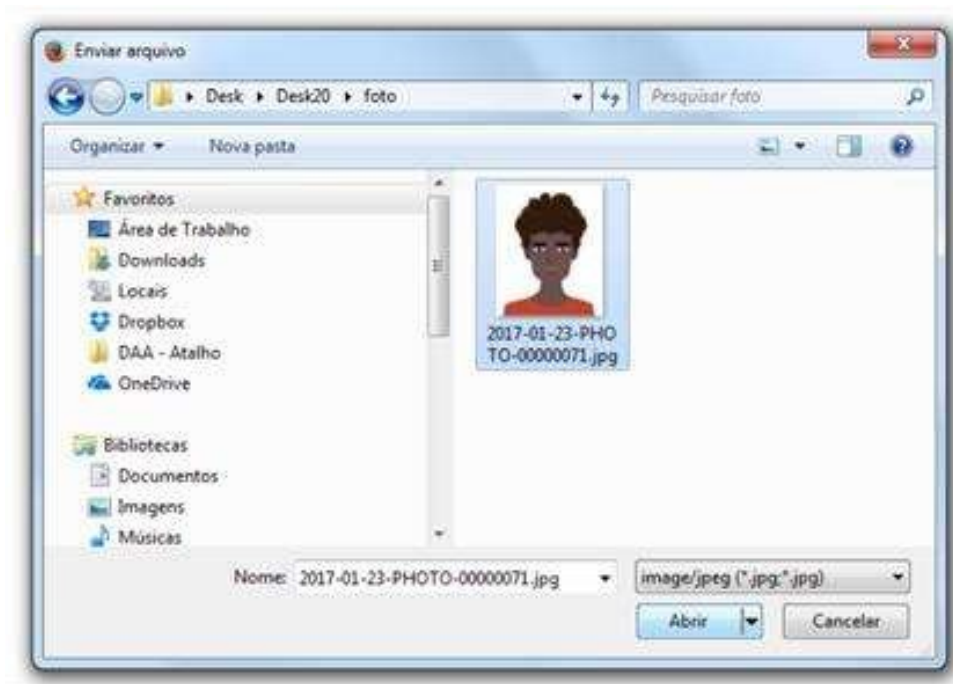 Enviar arquivo
Desk Desk20 foto
Pesquisar foto
Organizar
Nova pasta
Favoritos
Área de Trabalho
Downloads
Locais
Dropbox
DAA - Atalho
OneDrive
Bibliotecas
Documentos
Imagens
Músicas
2017-01-23-PHO
TO-00000071.jpg
Nome: 2017-01-23-PHOTO-00000071.jpg
image/jpeg (*.jpg;*.jpg)
Abrir
Cancelar